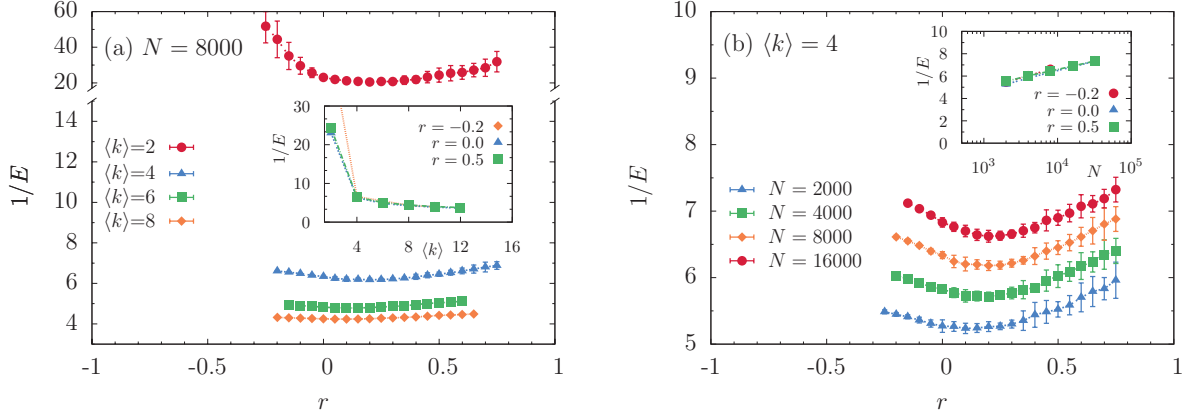 (a) N = 8000
60
40
20
14
12
10
8
6
4
1/E
⟨k⟩=2
⟨k⟩=4
⟨k⟩=6
⟨k⟩=8
30
20
10
0
1/E
r = −0.2
r = 0.0
r = 0.5
4
8
12
16
⟨k⟩
-1
-0.5
0
0.5
1
r
(b) ⟨k⟩ = 4
10
9
8
7
6
5
1/E
10
8
6
4
2
0
1/E
r = −0.2
r = 0.0
r = 0.5
10³
10⁴
N
10⁵
N = 2000
N = 4000
N = 8000
N = 16000
-1
-0.5
0
0.5
1
r